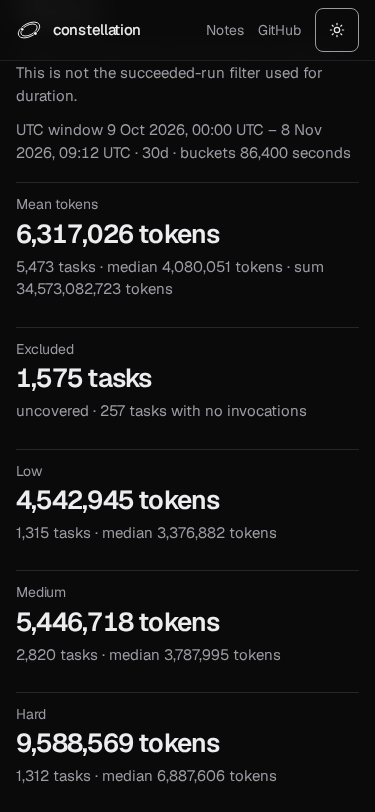 constellation
Notes
GitHub
This is not the succeeded-run filter used for
duration.
UTC window 9 Oct 2026, 00:00 UTC – 8 Nov
2026, 09:12 UTC · 30d · buckets 86,400 seconds
Mean tokens
6,317,026 tokens
5,473 tasks · median 4,080,051 tokens · sum
34,573,082,723 tokens
Excluded
1,575 tasks
uncovered · 257 tasks with no invocations
Low
4,542,945 tokens
1,315 tasks · median 3,376,882 tokens
Medium
5,446,718 tokens
2,820 tasks · median 3,787,995 tokens
Hard
9,588,569 tokens
1,312 tasks · median 6,887,606 tokens